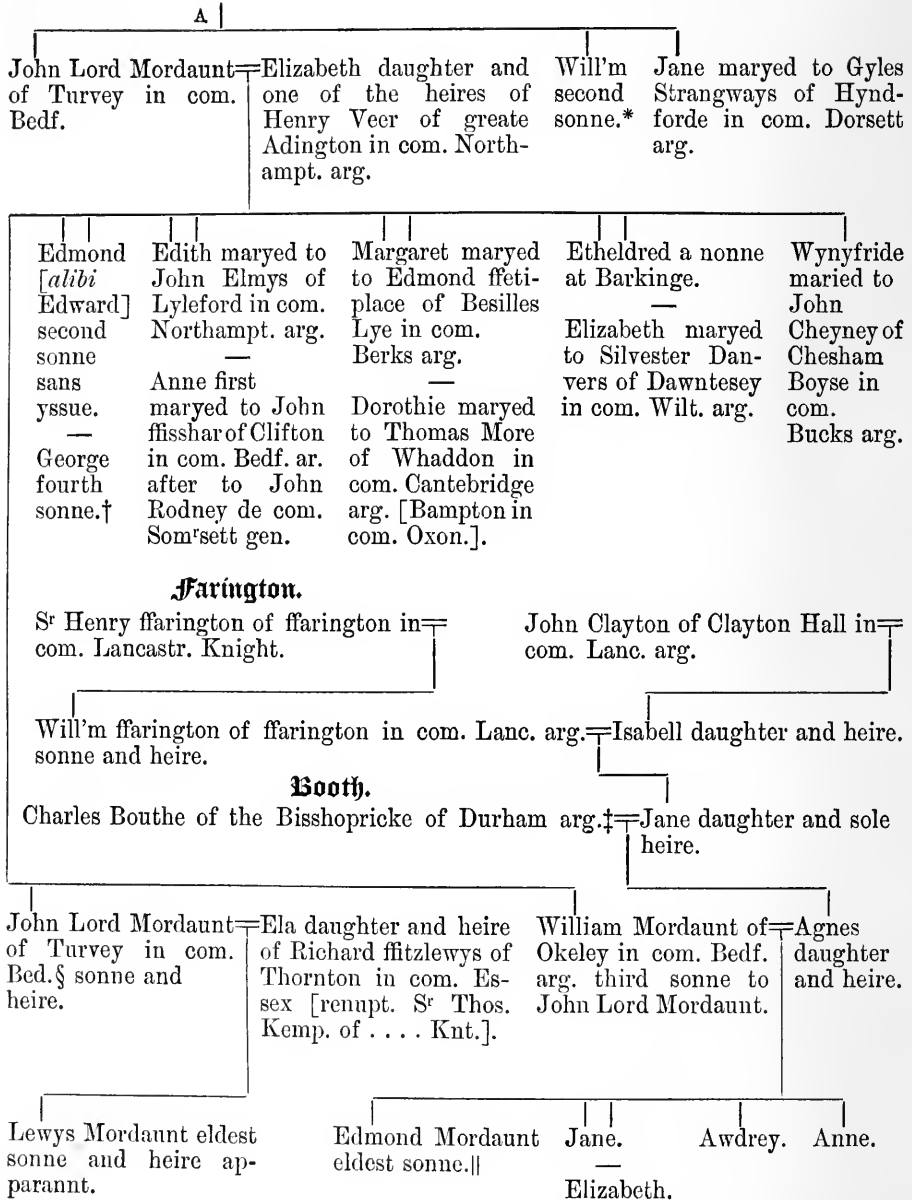 A
John Lord Mordaunt
of Turvey in com.
Bedf.
Elizabeth daughter and
one of the heires of
Henry Veer of greate
Adington in com. North-
ampt. arg.
Will'm
second
sonne.*
Jane maryed to Gyles
Strangways of Hynd-
forde in com. Dorsett
arg.
Edmond
[alibi
Edward]
second
sonne
sans
yssue.
—
George
fourth
sonne.†
Edith maryed to
John Elmys of
Lyleford in com.
Northampt. arg.
—
Anne first
maryed to John
ffisshar of Clifton
in com. Bedf. ar.
after to John
Rodney de com.
Somʳsett gen.
Margaret maryed
to Edmond ffeti-
place of Besilles
Lye in com.
Berks arg.
—
Dorothie maryed
to Thomas More
of Whaddon in
com. Cantebridge
arg. [Bampton in
com. Oxon.].
Etheldred a nonne
at Barkinge.
—
Elizabeth maryed
to Silvester Dan-
vers of Dawntesey
in com. Wilt. arg.
Wynyfride
maried to
John
Cheyney of
Chesham
Boyse in
com.
Bucks arg.
Farington.
Sʳ Henry ffarington of ffarington in
com. Lancastr. Knight.
John Clayton of Clayton Hall in
com. Lanc. arg.
Will'm ffarington of ffarington in com. Lanc. arg.
sonne and heire.
Isabell daughter and heire.
Booth.
Charles Bouthe of the Bisshopricke of Durham arg.‡
Jane daughter and sole
heire.
John Lord Mordaunt
of Turvey in com.
Bed.§ sonne and
heire.
Ela daughter and heire
of Richard ffitzlewys of
Thornton in com. Es-
sex [renupt. Sʳ Thos.
Kemp. of .... Knt.].
William Mordaunt of
Okeley in com. Bedf.
arg. third sonne to
John Lord Mordaunt.
Agnes
daughter
and heire.
Lewys Mordaunt eldest
sonne and heire ap-
parannt.
Edmond Mordaunt
eldest sonne.||
Jane.
—
Elizabeth.
Awdrey.
Anne.